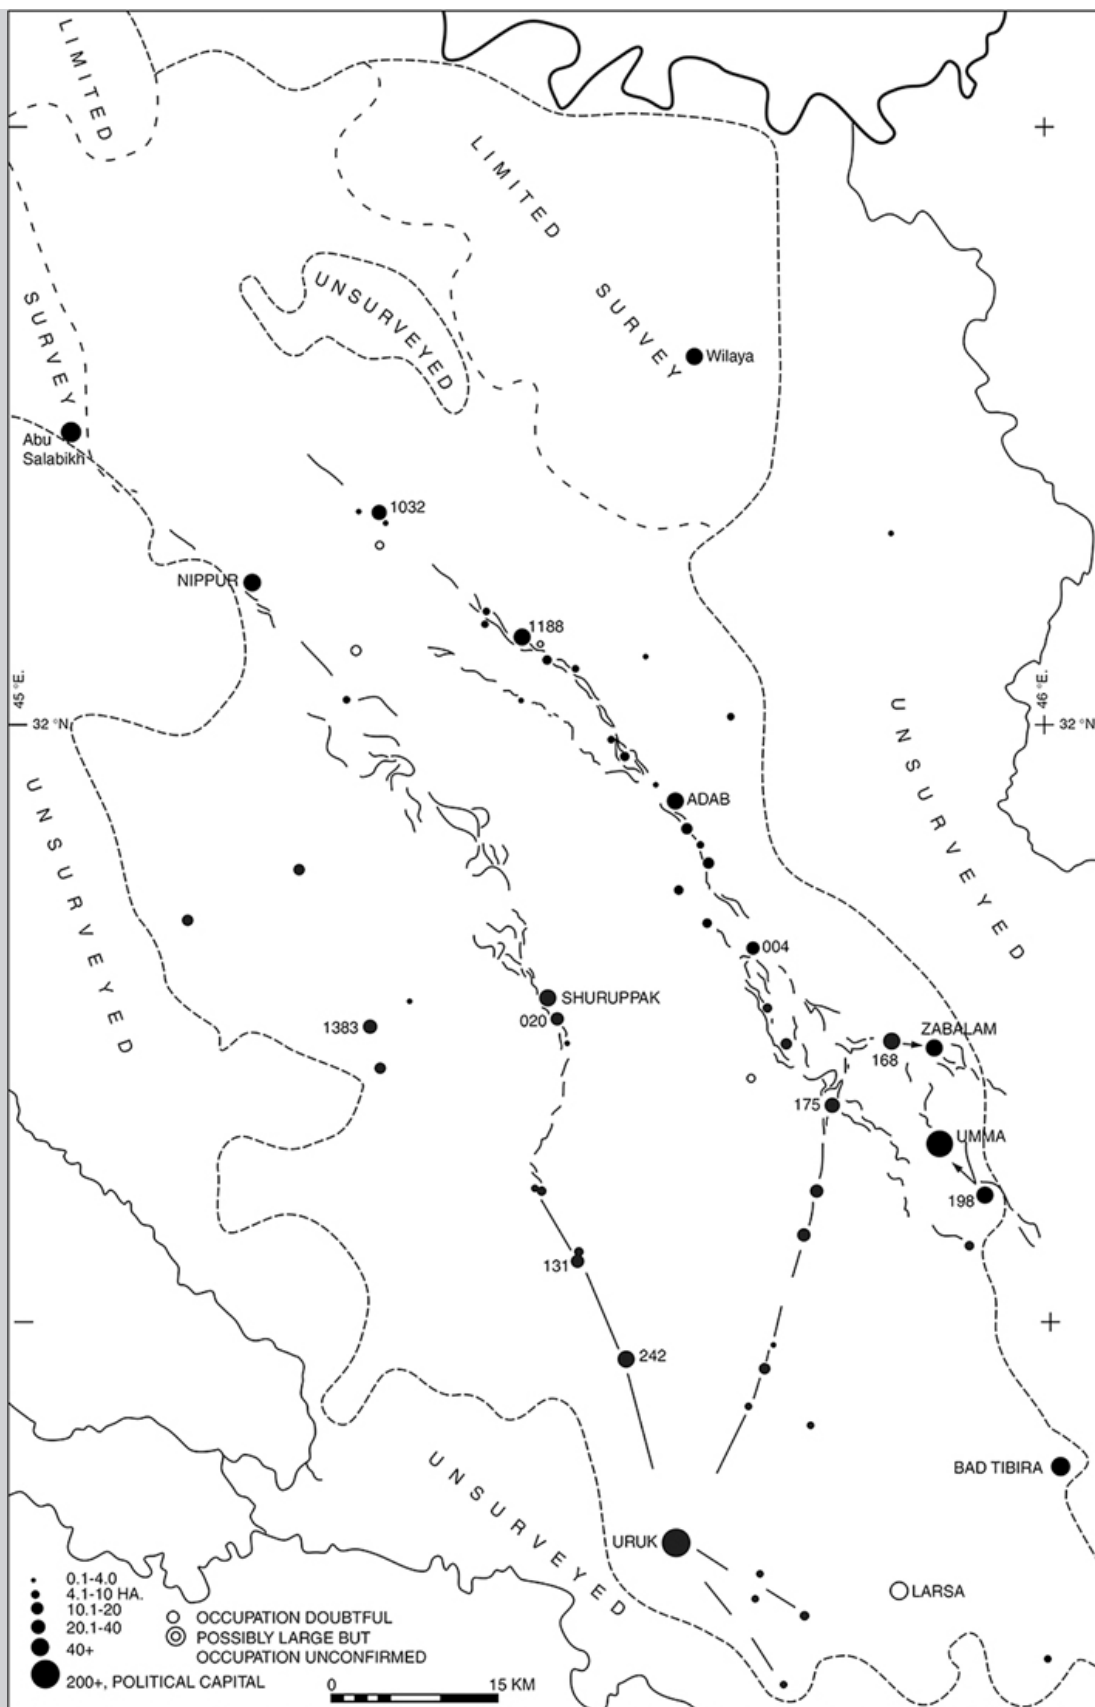 LIMITED
LIMITED
SURVEY
UNSURVEYED
SURVEY
Wilaya
Abu
Salabikh
1032
NIPPUR
1188
45 °E.
46 °E.
32 °N
32 °N
UNSURVEYED
UNSURVEYED
ADAB
004
SHURUPPAK
020
1383
ZABALAM
168
175
UMMA
198
131
242
BAD TIBIRA
UNSURVEYED
URUK
LARSA
0.1-4.0
4.1-10 HA.
10.1-20
20.1-40
40+
200+, POLITICAL CAPITAL
OCCUPATION DOUBTFUL
POSSIBLY LARGE BUT
OCCUPATION UNCONFIRMED
0 15 KM